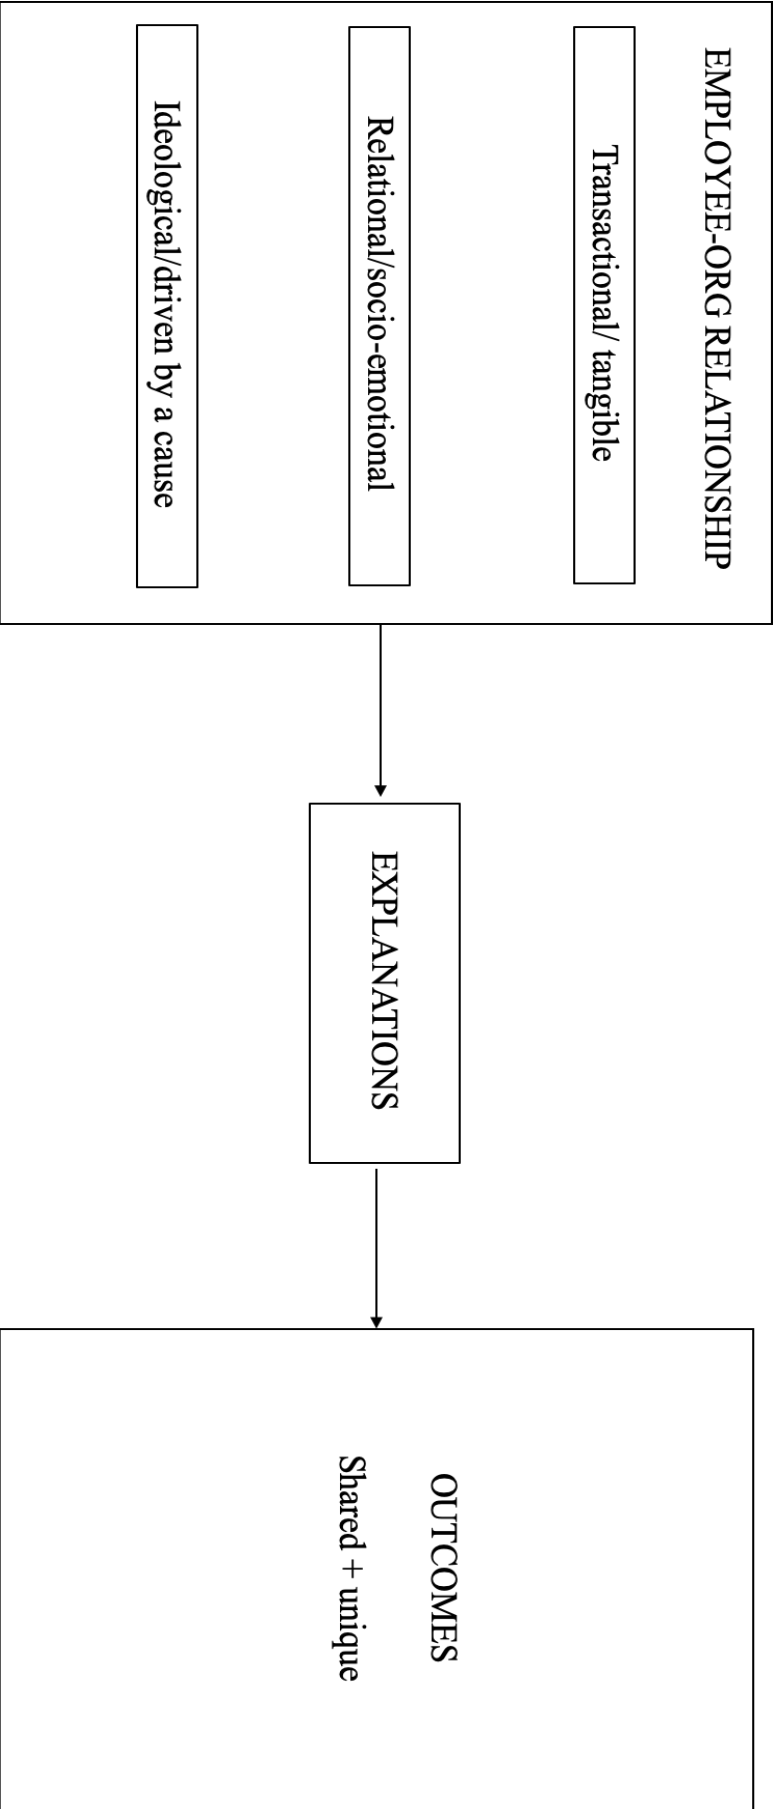 EMPLOYEE-ORG RELATIONSHIP
Transactional/ tangible
Relational/socio-emotional
Ideological/driven by a cause
EXPLANATIONS
OUTCOMES
Shared + unique